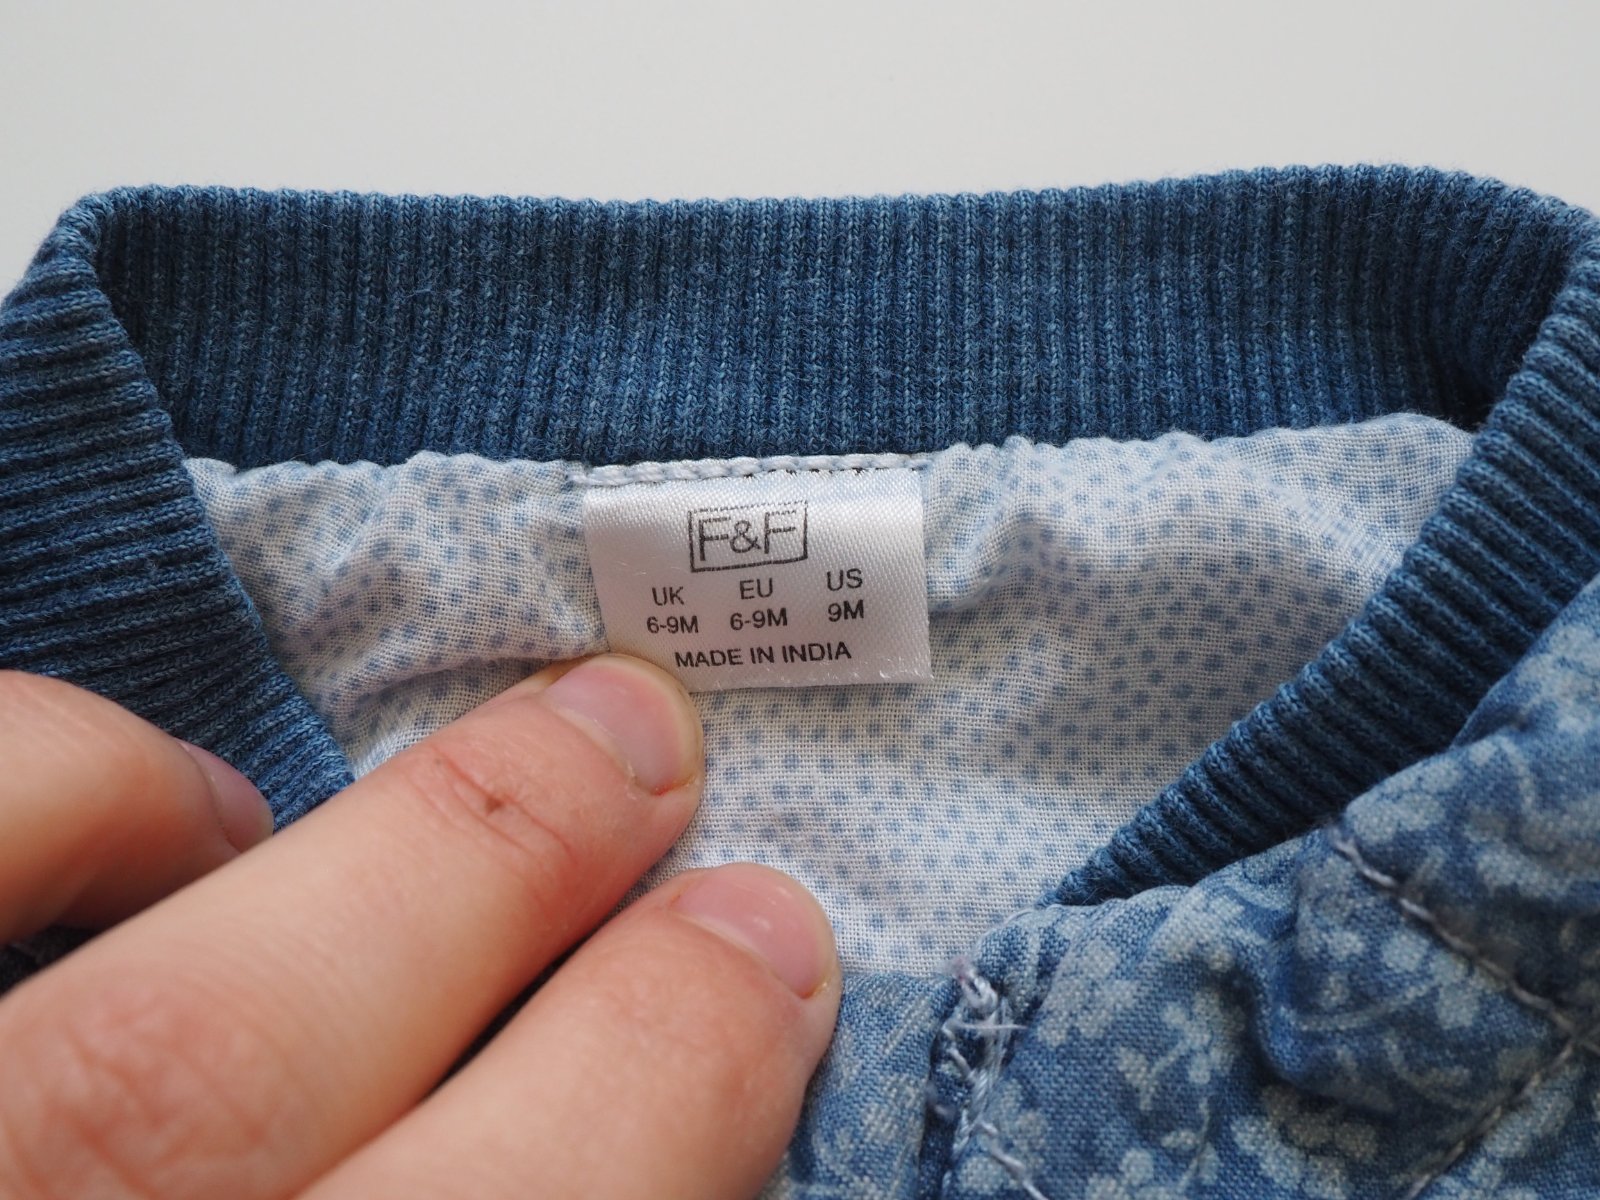 F&F
UK EU US
6-9M 6-9M 9M
MADE IN INDIA